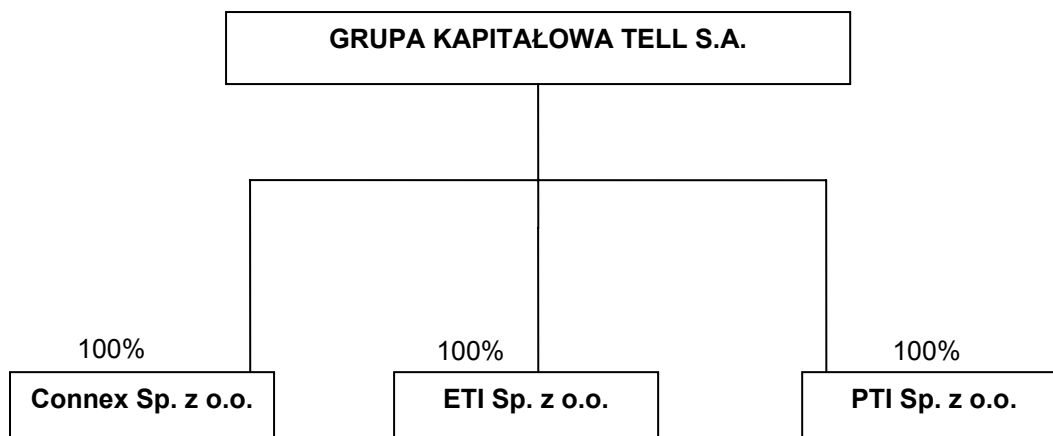 GRUPA KAPITAŁOWA TELL S.A.
100%
100%
100%
Connex Sp. z o.o.
ETI Sp. z o.o.
PTI Sp. z o.o.